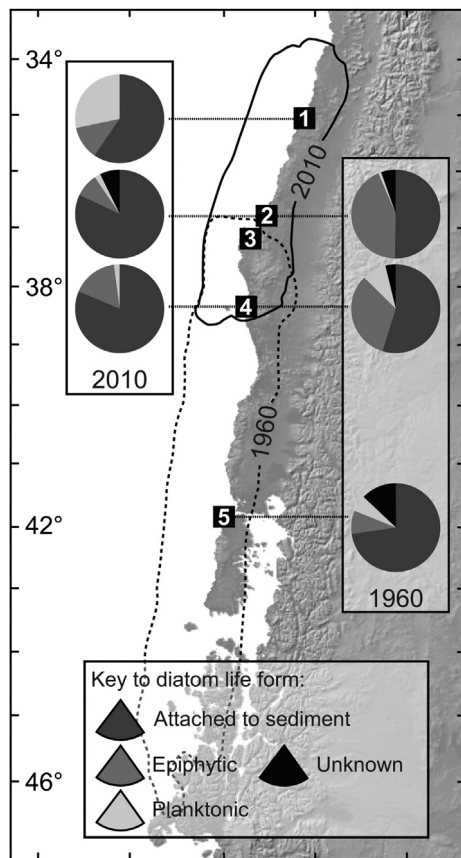 34°
38°
42°
46°
1
2
3
4
5
2010
1960
2010
1960
Key to diatom life form:
Attached to sediment
Epiphytic
Unknown
Planktonic